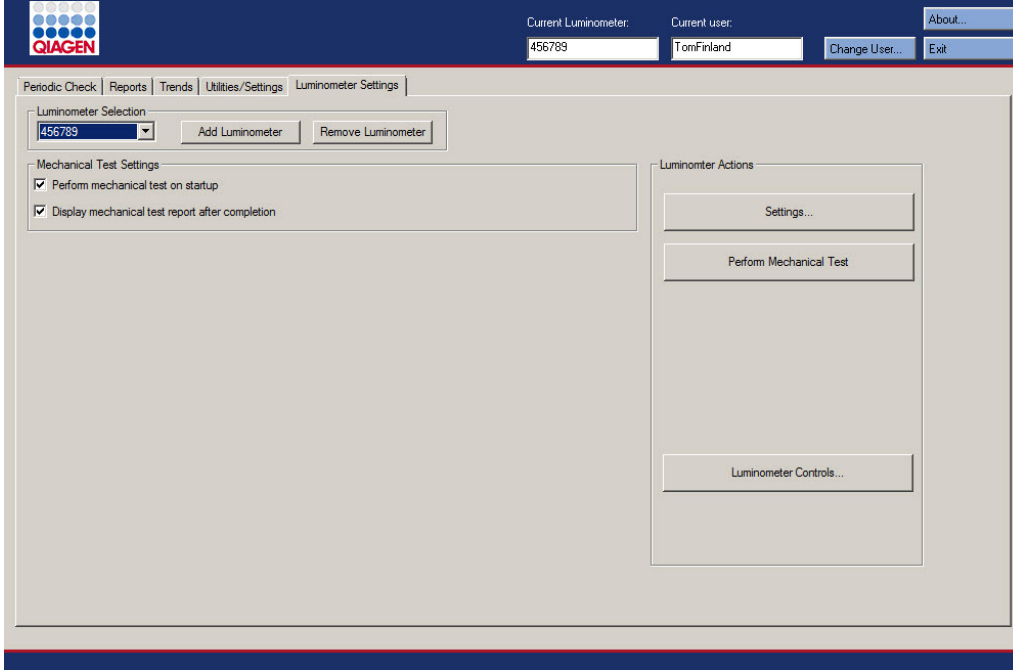 QIAGEN
Current Luminometer:
456789
Current user:
TomFinland
Change User...
About...
Exit
Periodic Check
Reports
Trends
Utilities/Settings
Luminometer Settings
Luminometer Selection
456789
Add Luminometer
Remove Luminometer
Mechanical Test Settings
Perform mechanical test on startup
Display mechanical test report after completion
Luminomter Actions
Settings...
Perform Mechanical Test
Luminometer Controls...